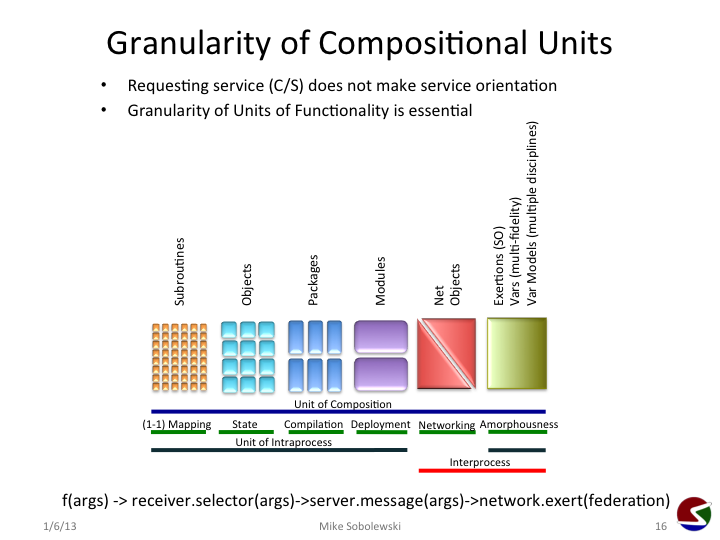 Granularity of Compositional Units
• Requesting service (C/S) does not make service orientation
• Granularity of Units of Functionality is essential
Subroutines
Objects
Packages
Modules
Net
Objects
Exertions (SO)
Vars (multi-fidelity)
Var Models (multiple disciplines)
Unit of Composition
(1-1) Mapping State Compilation Deployment Networking Amorphousness
Unit of Intraprocess
Interprocess
f(args) -> receiver.selector(args)->server.message(args)->network.exert(federation)
1/6/13 Mike Sobolewski 16